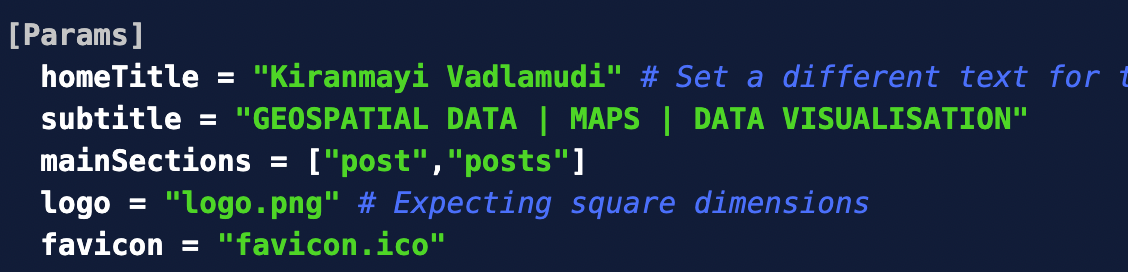 [Params]
homeTitle = "Kiranmayi Vadlamudi" # Set a different text for
subtitle = "GEOSPATIAL DATA | MAPS | DATA VISUALISATION"
mainSections = ["post","posts"]
logo = "logo.png" # Expecting square dimensions
favicon = "favicon.ico"